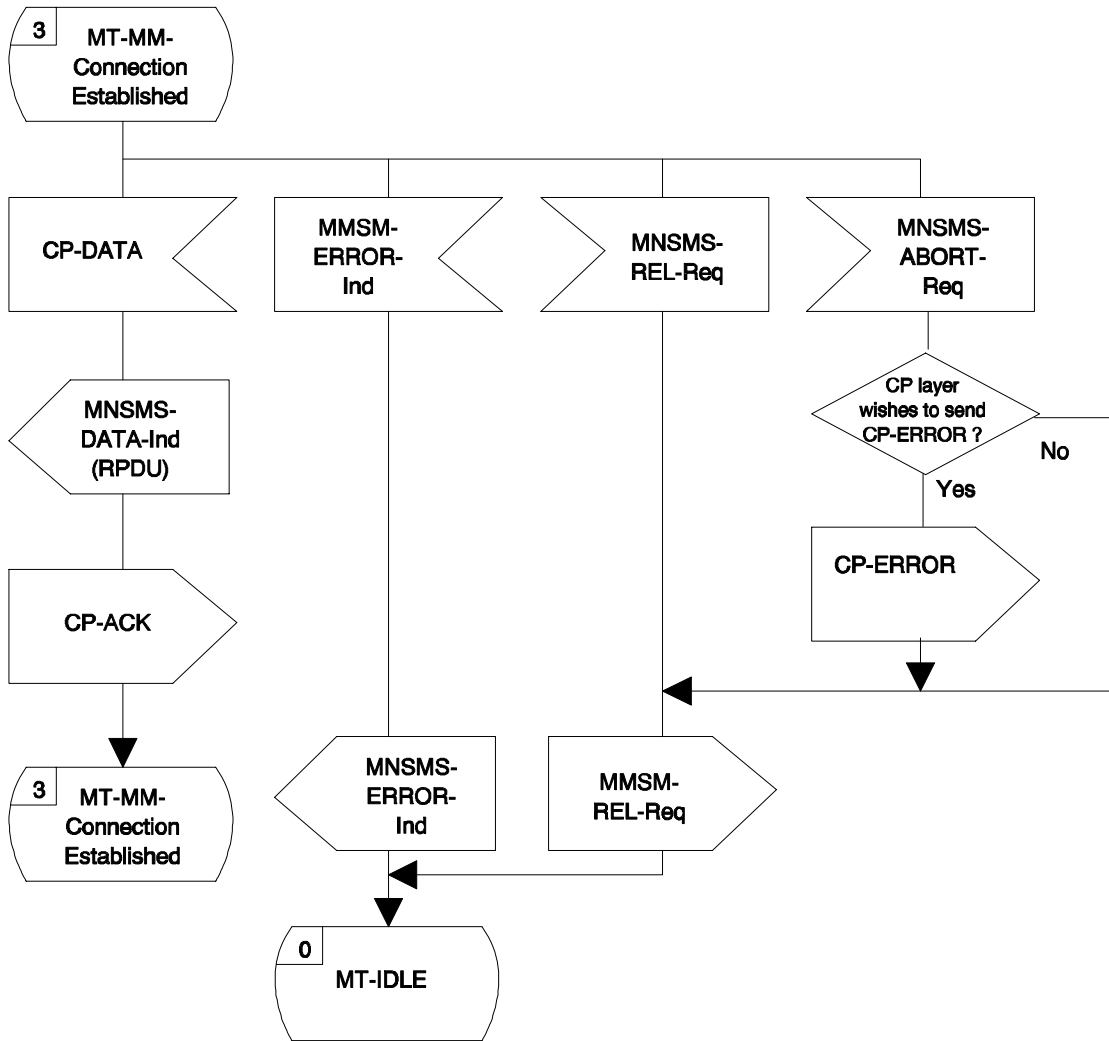 3
MT-MM-
Connection
Established
CP-DATA
MMSM-
ERROR-
Ind
MNSMS-
REL-Req
MNSMS-
ABORT-
Req
MNSMS-
DATA-Ind
(RPDU)
CP layer
wishes to send
CP-ERROR ?
No
Yes
CP-ACK
CP-ERROR
3
MT-MM-
Connection
Established
MNSMS-
ERROR-
Ind
MMSM-
REL-Req
0
MT-IDLE